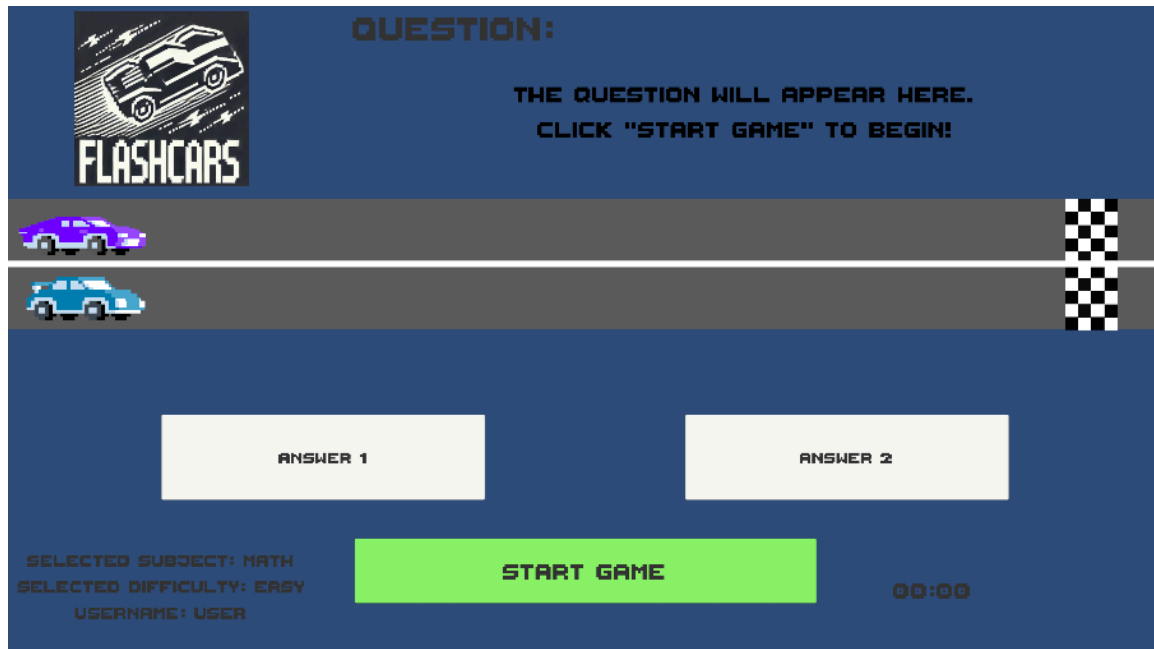 FLASHCARS
QUESTION:
THE QUESTION WILL APPEAR HERE.
CLICK "START GAME" TO BEGIN!
ANSWER 1
ANSWER 2
SELECTED SUBJECT: MATH
SELECTED DIFFICULTY: EASY
USERNAME: USER
START GAME
00:00